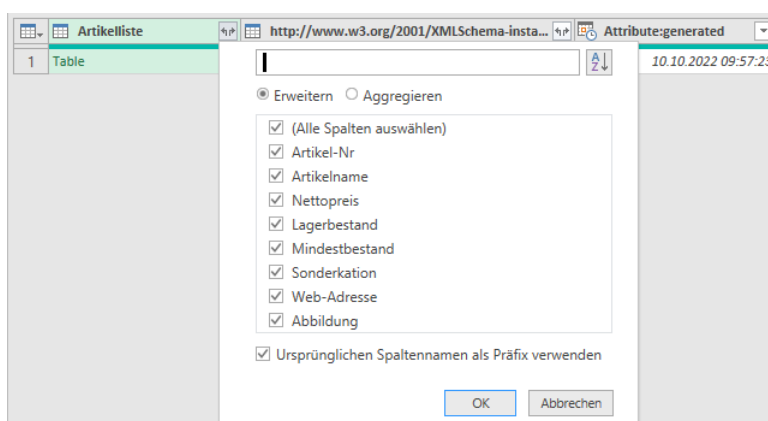 Artikelliste http://www.w3.org/2001/XMLSchema-insta... Attribute:generated
1 Table 10.10.2022 09:57:23
Erweitern Aggregieren
(Alle Spalten auswählen)
Artikel-Nr
Artikelname
Nettopreis
Lagerbestand
Mindestbestand
Sonderkation
Web-Adresse
Abbildung
Ursprünglichen Spaltennamen als Präfix verwenden
OK Abbrechen